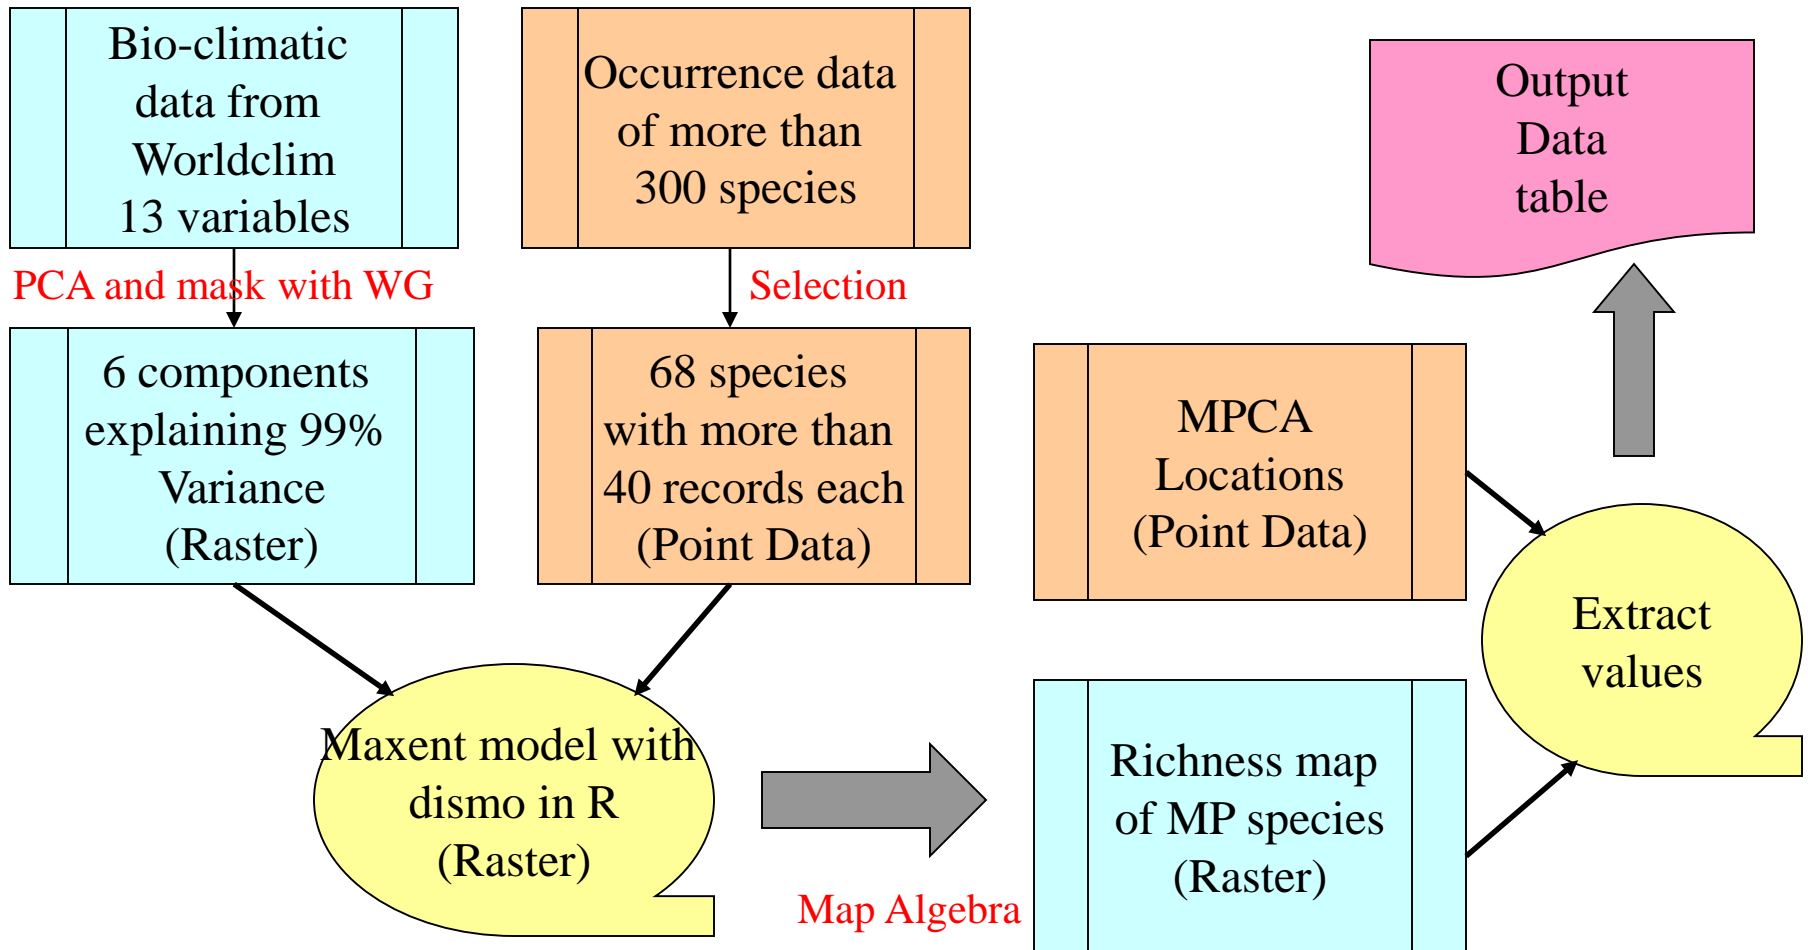 Bio-climatic
data from
Worldclim
13 variables
Occurrence data
of more than
300 species
Output
Data
table
PCA and mask with WG
Selection
6 components
explaining 99%
Variance
(Raster)
68 species
with more than
40 records each
(Point Data)
MPCA
Locations
(Point Data)
Extract
values
Maxent model with
dismo in R
(Raster)
Map Algebra
Richness map
of MP species
(Raster)